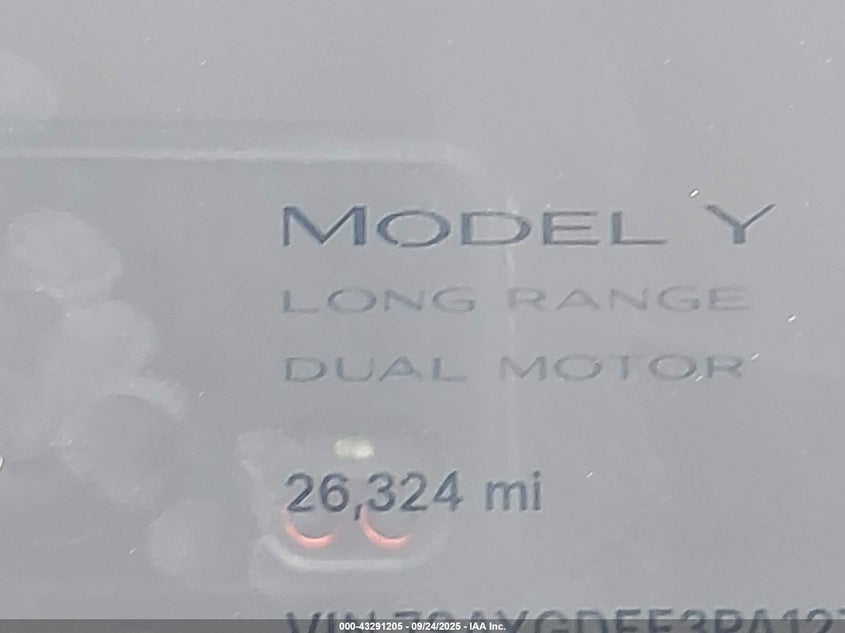 MODEL Y
LONG RANGE
DUAL MOTOR
26,324 mi
000-43291205 - 09/24/2025 - IAA Inc.